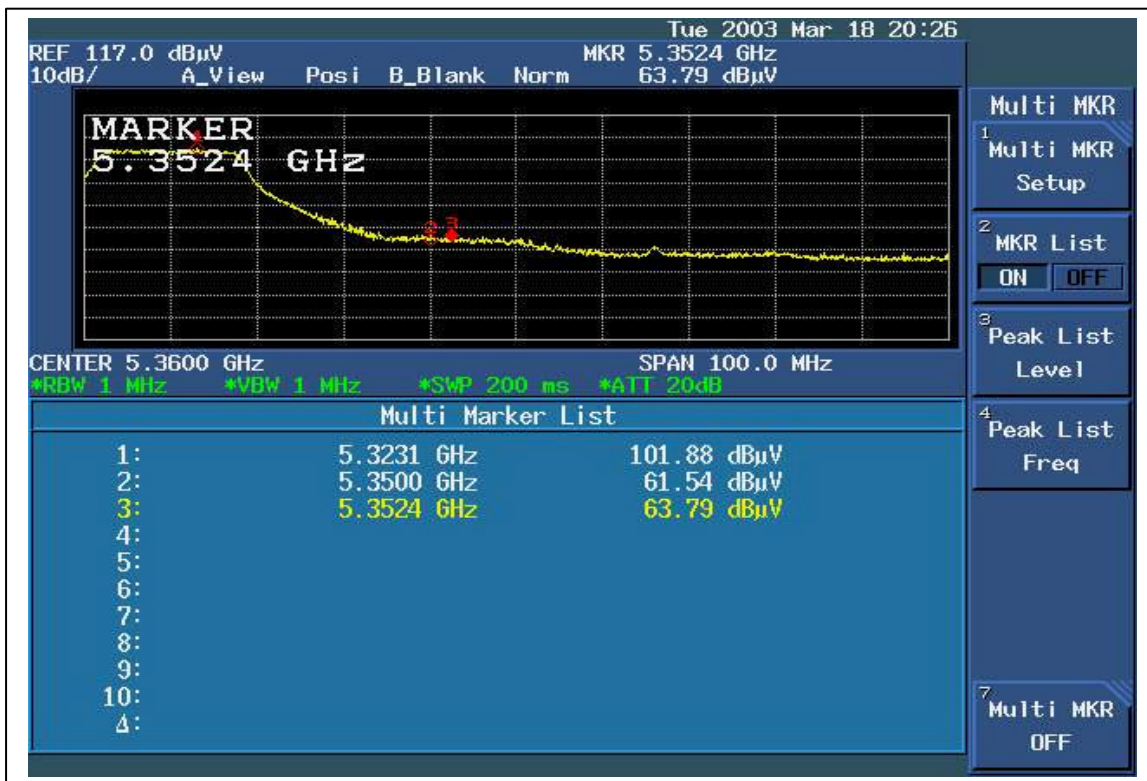 Tue 2003 Mar 18 20:26
REF 117.0 dBµV MKR 5.3524 GHz
10dB/ A_View Posi B_Blank Norm 63.79 dBµV
MARKER
5.3524 GHz
2 3
CENTER 5.3600 GHz SPAN 100.0 MHz
*RBW 1 MHz *VBW 1 MHz *SWP 200 ms *ATT 20dB
Multi Marker List
1: 5.3231 GHz 101.88 dBµV
2: 5.3500 GHz 61.54 dBµV
3: 5.3524 GHz 63.79 dBµV
4:
5:
6:
7:
8:
9:
10:
Δ:
Multi MKR
1
Multi MKR
Setup
2
MKR List
ON OFF
3
Peak List
Level
4
Peak List
Freq
7
Multi MKR
OFF